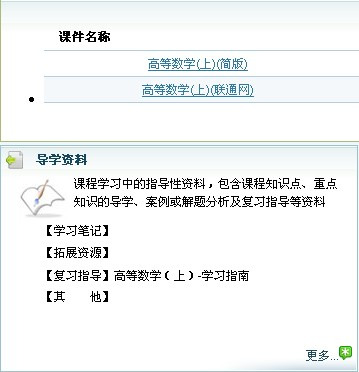 课件名称
高等数学(上)(简版)
高等数学(上)(联通网)
导学资料
课程学习中的指导性资料，包含课程知识点、重点
知识的导学、案例或解题分析及复习指导等资料
【学习笔记】
【拓展资源】
【复习指导】高等数学（上）-学习指南
【其　　他】
更多...